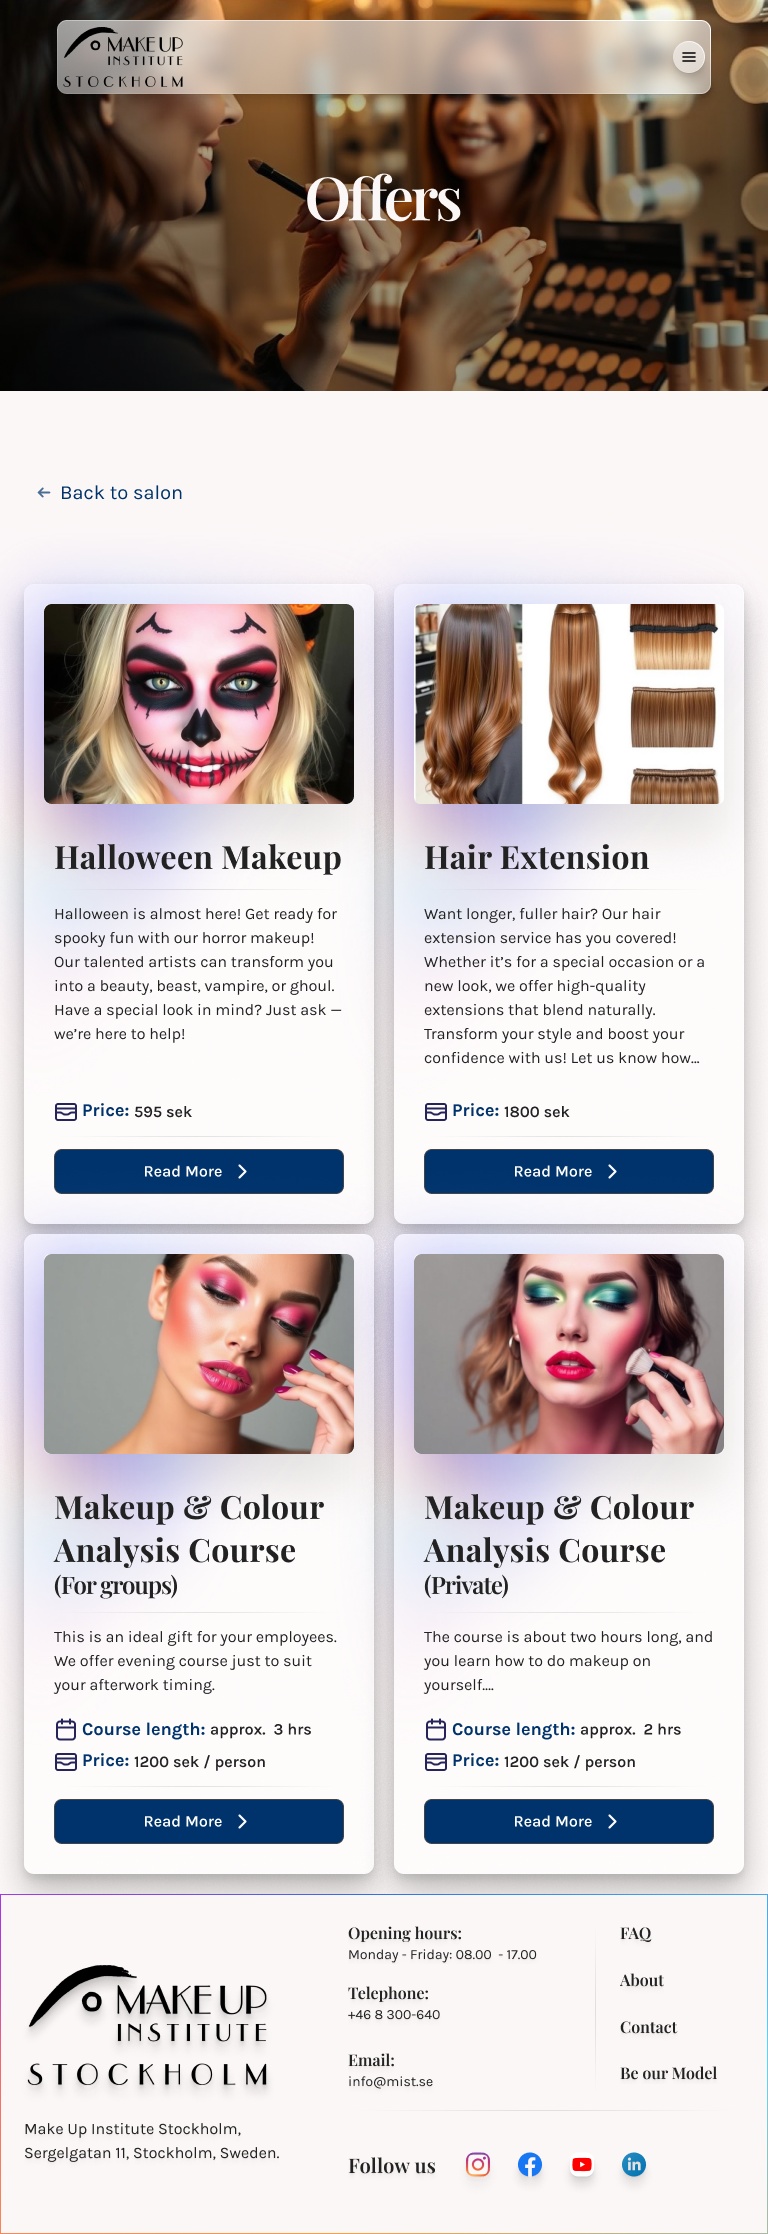 MAKE UP
INSTITUTE
STOCKHOLM
Offers
Back to salon
Halloween Makeup
Halloween is almost here! Get ready for
spooky fun with our horror makeup!
Our talented artists can transform you
into a beauty, beast, vampire, or ghoul.
Have a special look in mind? Just ask —
we’re here to help!
Price: 595 sek
Read More
Hair Extension
Want longer, fuller hair? Our hair
extension service has you covered!
Whether it’s for a special occasion or a
new look, we offer high-quality
extensions that blend naturally.
Transform your style and boost your
confidence with us! Let us know how…
Price: 1800 sek
Read More
Makeup & Colour
Analysis Course
(For groups)
This is an ideal gift for your employees.
We offer evening course just to suit
your afterwork timing.
Course length: approx.  3 hrs
Price: 1200 sek / person
Read More
Makeup & Colour
Analysis Course
(Private)
The course is about two hours long, and
you learn how to do makeup on
yourself....
Course length: approx.  2 hrs
Price: 1200 sek / person
Read More
MAKE UP
INSTITUTE
STOCKHOLM
Make Up Institute Stockholm,
Sergelgatan 11, Stockholm, Sweden.
Opening hours:
Monday - Friday: 08.00  - 17.00
Telephone:
+46 8 300-640
Email:
info@mist.se
FAQ
About
Contact
Be our Model
Follow us
in